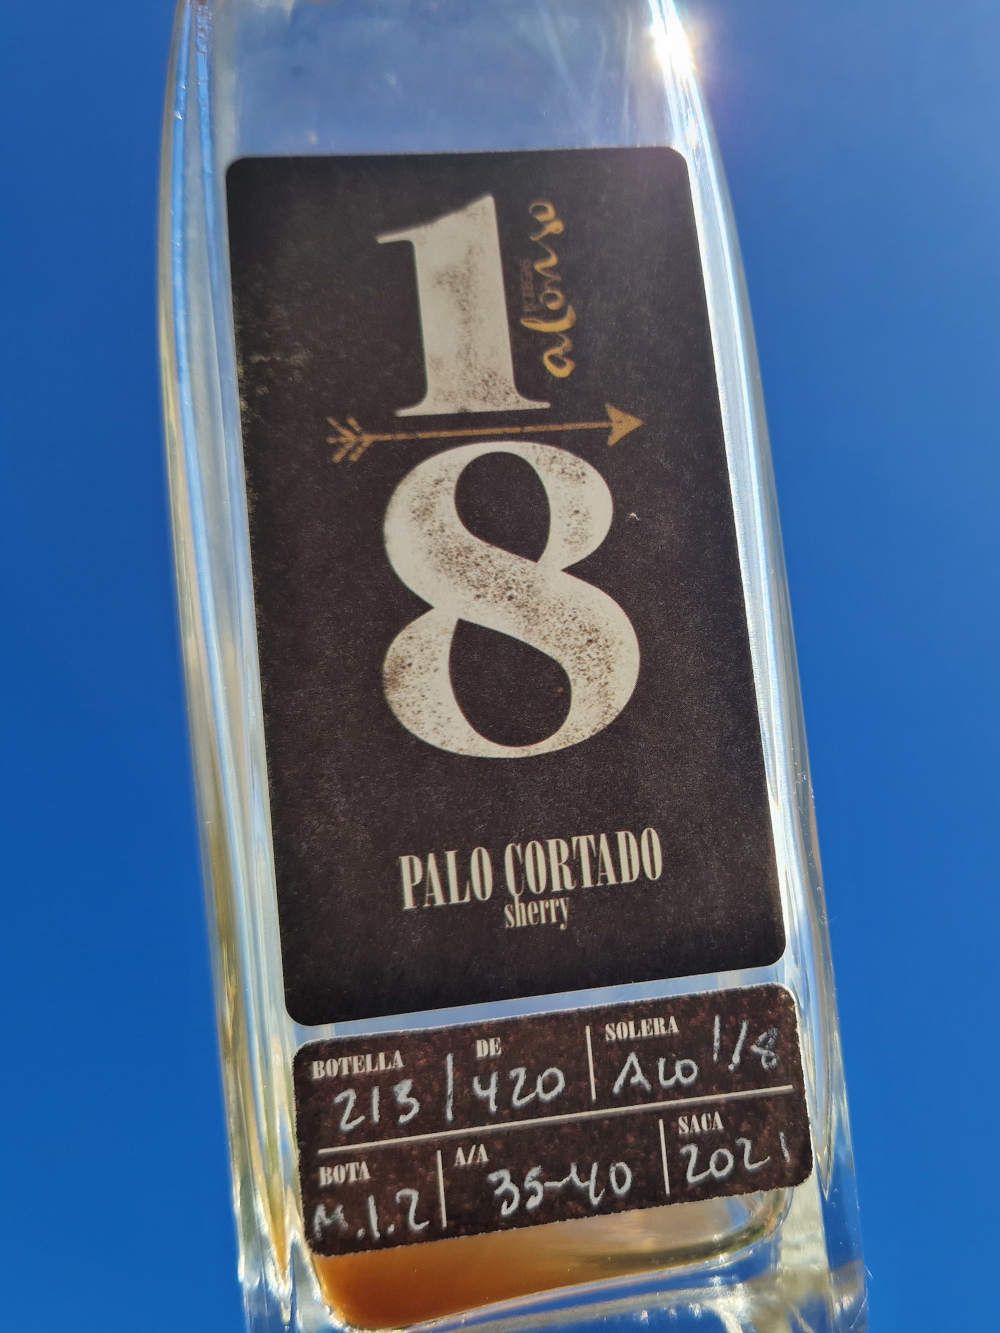 1
alonso
8
PALO CORTADO
sherry
BOTELLA DE SOLERA
213 420 ALO 1/8
BOTA A/A SACA
M.1.2 35-40 2021